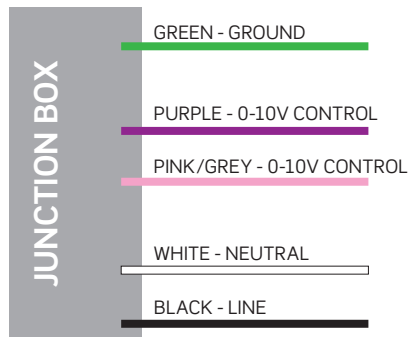 JUNCTION BOX
GREEN - GROUND
PURPLE - 0-10V CONTROL
PINK/GREY - 0-10V CONTROL
WHITE - NEUTRAL
BLACK - LINE